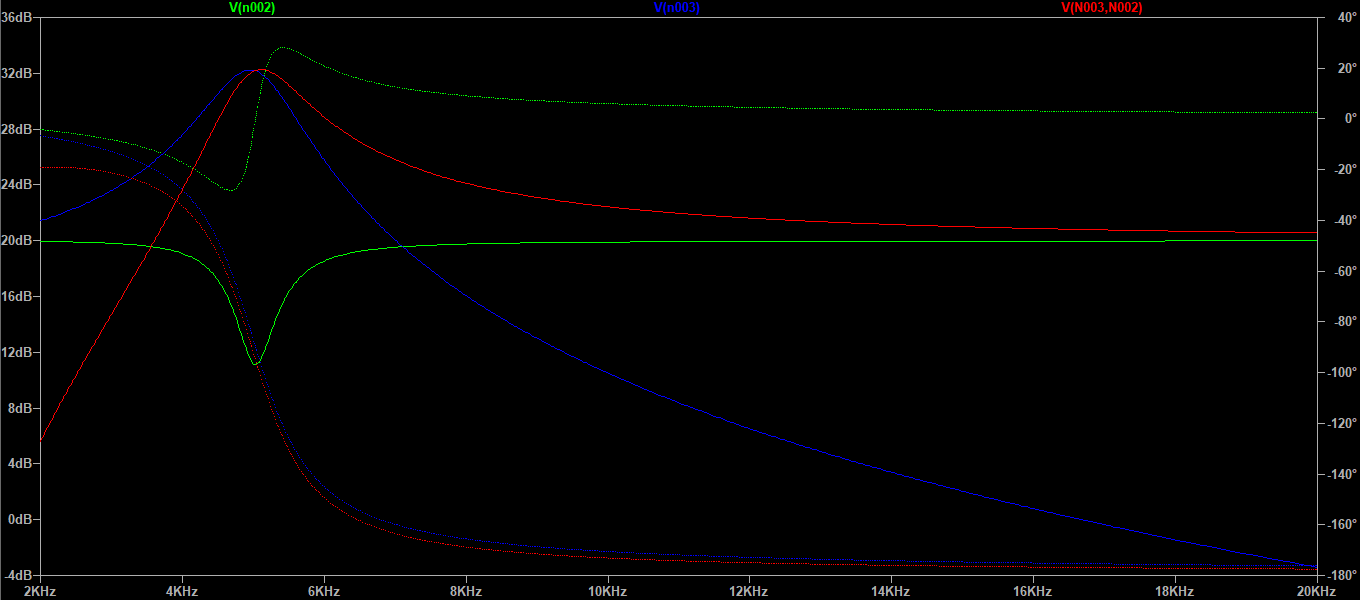 V(n002) V(n003) V(N003,N002)
36dB 40°
32dB 20°
28dB 0°
24dB -20°
20dB -40°
16dB -60°
12dB -80°
8dB -100°
4dB -120°
0dB -140°
-4dB -160°
-180°
2KHz 4KHz 6KHz 8KHz 10KHz 12KHz 14KHz 16KHz 18KHz 20KHz